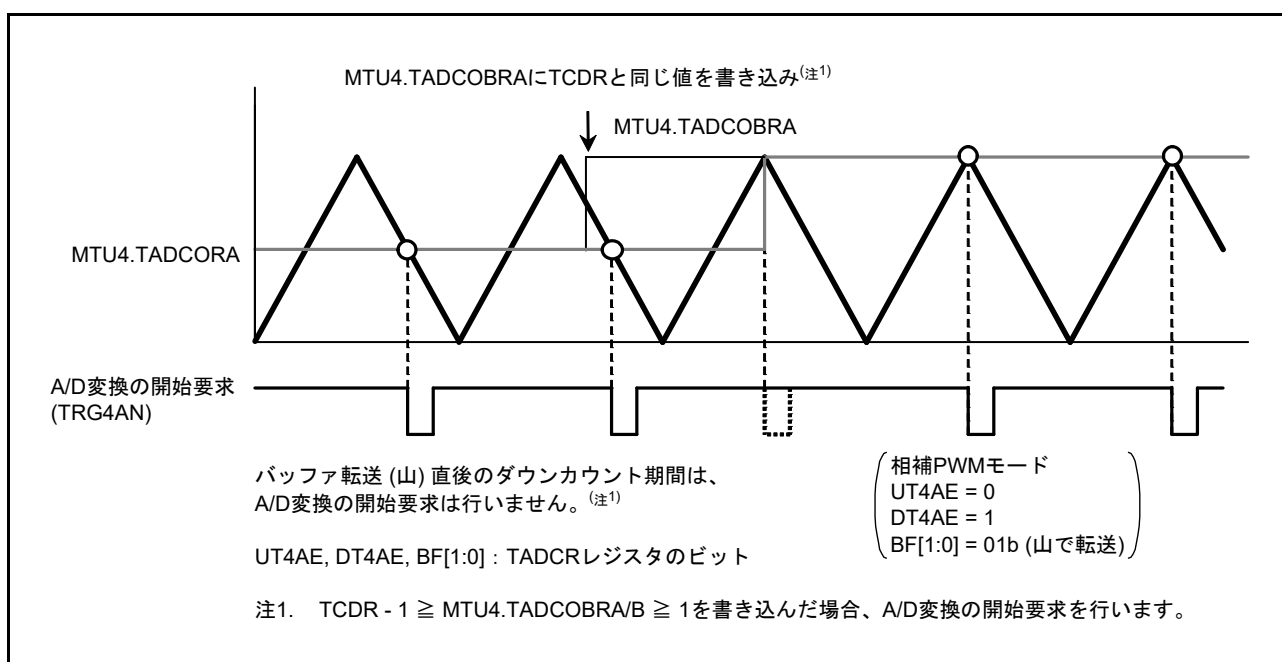 MTU4.TADCOBRAにTCDRと同じ値を書き込み(注1)
MTU4.TADCOBRA
MTU4.TADCORA
A/D変換の開始要求
(TRG4AN)
バッファ転送 (山) 直後のダウンカウント期間は、
A/D変換の開始要求は行いません。(注1)
相補PWMモード
UT4AE = 0
DT4AE = 1
BF[1:0] = 01b (山で転送)
UT4AE, DT4AE, BF[1:0] : TADCRレジスタのビット
注1. TCDR - 1 ≧ MTU4.TADCOBRA/B ≧ 1を書き込んだ場合、A/D変換の開始要求を行います。